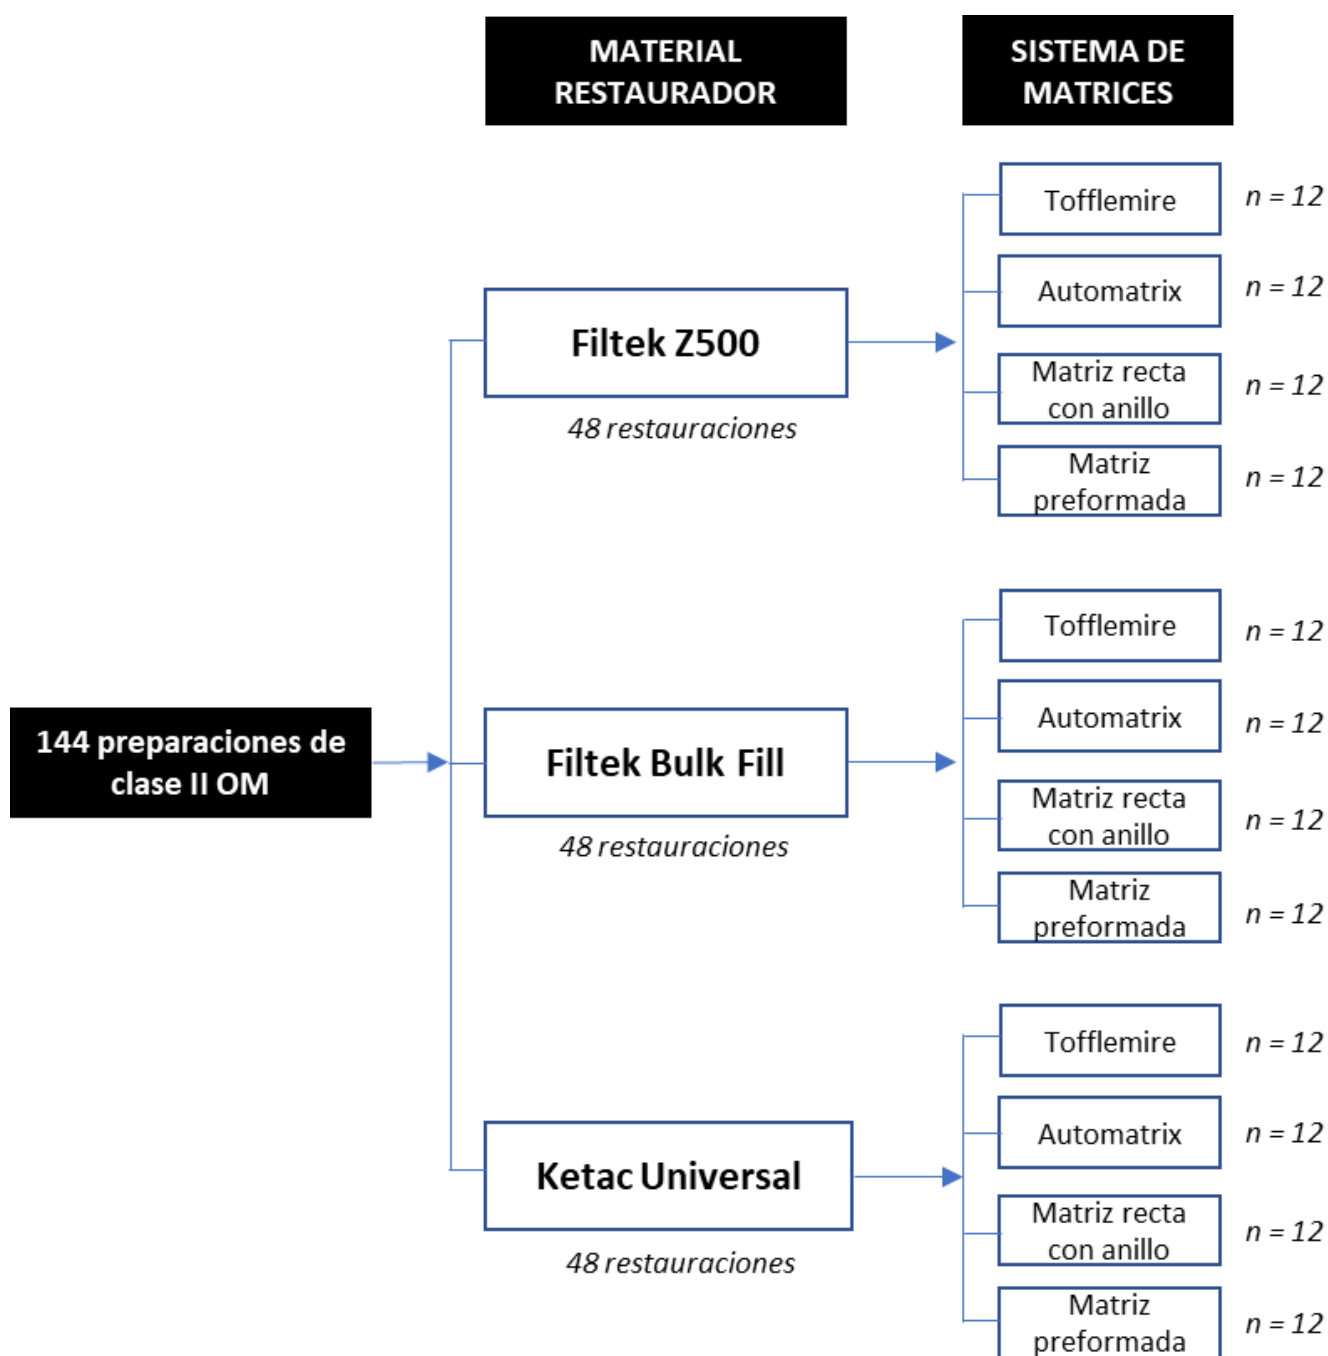 MATERIAL
RESTAURADOR
SISTEMA DE
MATRICES
144 preparaciones de
clase II OM
Filtek Z500
48 restauraciones
Tofflemire
n = 12
Automatrix
n = 12
Matriz recta
con anillo
n = 12
Matriz
preformada
n = 12
Filtek Bulk Fill
48 restauraciones
Tofflemire
n = 12
Automatrix
n = 12
Matriz recta
con anillo
n = 12
Matriz
preformada
n = 12
Ketac Universal
48 restauraciones
Tofflemire
n = 12
Automatrix
n = 12
Matriz recta
con anillo
n = 12
Matriz
preformada
n = 12